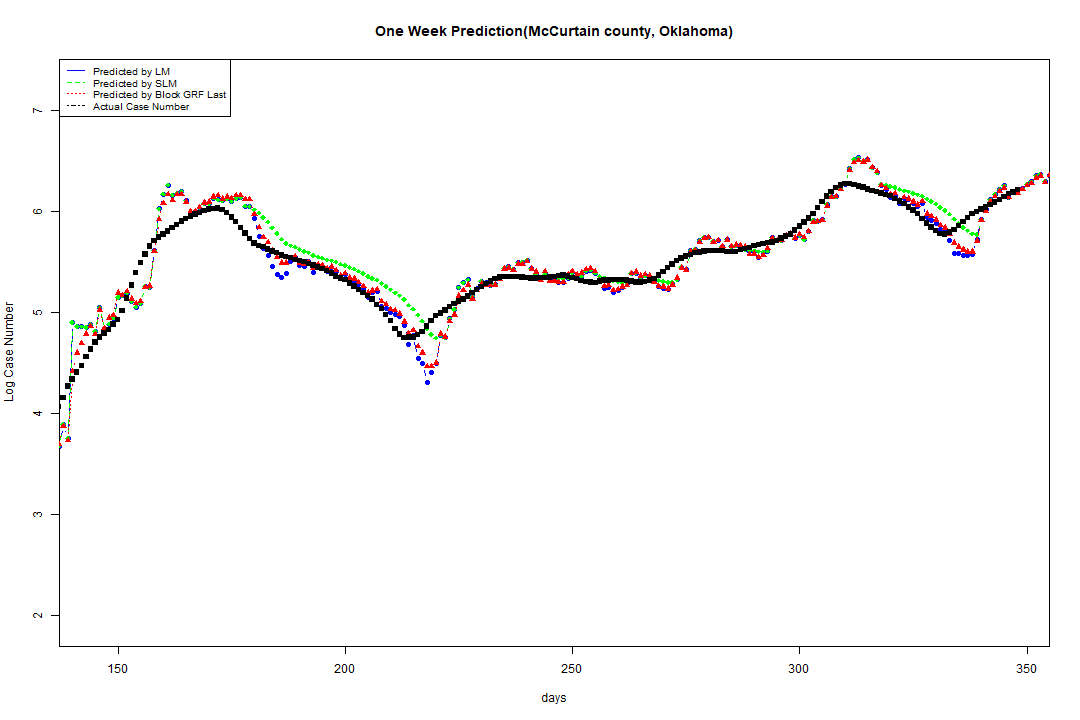 One Week Prediction(McCurtain county, Oklahoma)
Predicted by LM
Predicted by SLM
Predicted by Block GRF Last
Actual Case Number
7
6
5
4
3
2
Log Case Number
150 200 250 300 350
days